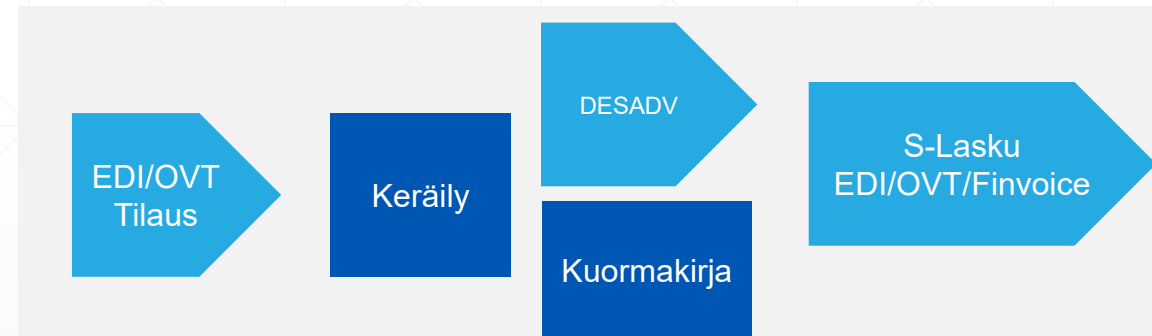 EDI/OVT
Tilaus
Keräily
DESADV
Kuormakirja
S-Lasku
EDI/OVT/Finvoice